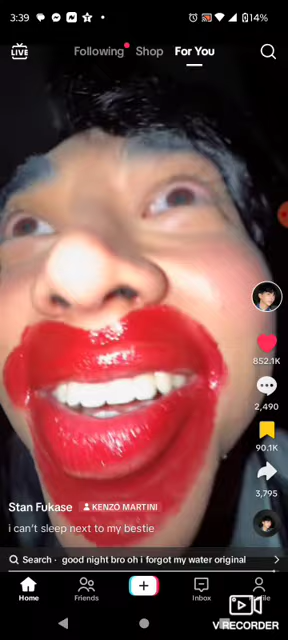 3:39
14%
LIVE
Following
Shop
For You
852.1K
2,490
90.1K
3,795
Stan Fukase
KENZO MARTINI
i can't sleep next to my bestie
Search · good night bro oh i forgot my water original
Home
Friends
Inbox
V RECORDER